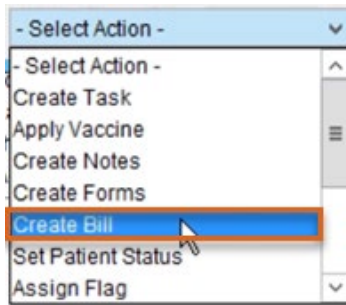 - Select Action -
- Select Action -
Create Task
Apply Vaccine
Create Notes
Create Forms
Create Bill
Set Patient Status
Assign Flag